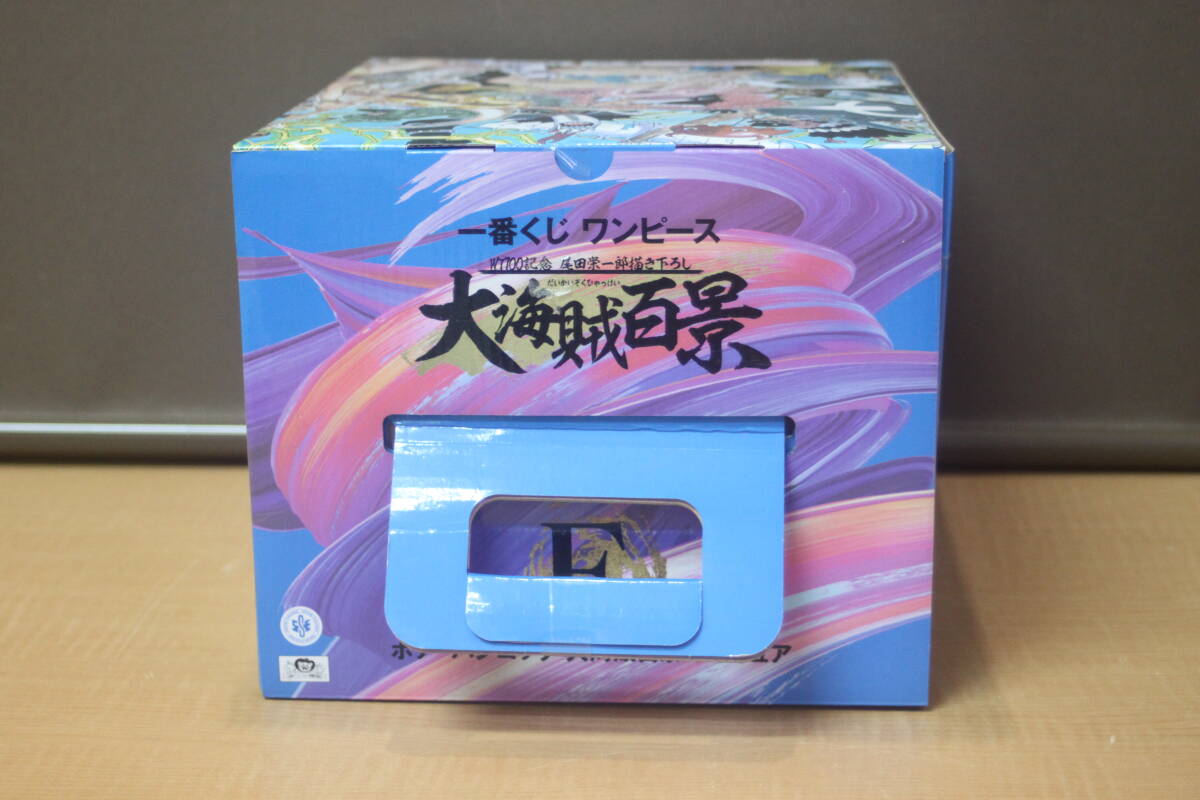 一番くじ ワンピース
WT100記念 尾田栄一郎描き下ろし
だいかいぞくひゃっけい
大海賊百景